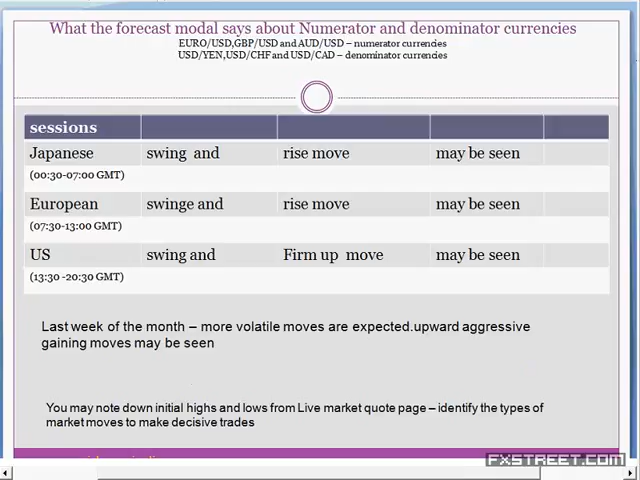 What the forecast modal says about Numerator and denominator currencies
EURO/USD,GBP/USD and AUD/USD – numerator currencies
USD/YEN,USD/CHF and USD/CAD – denominator currencies
sessions
Japanese swing and rise move may be seen
(00:30-07:00 GMT)
European swinge and rise move may be seen
(07:30-13:00 GMT)
US swing and Firm up move may be seen
(13:30 -20:30 GMT)
Last week of the month – more volatile moves are expected.upward aggressive
gaining moves may be seen
You may note down initial highs and lows from Live market quote page – identify the types of
market moves to make decisive trades
FXSTREET.COM